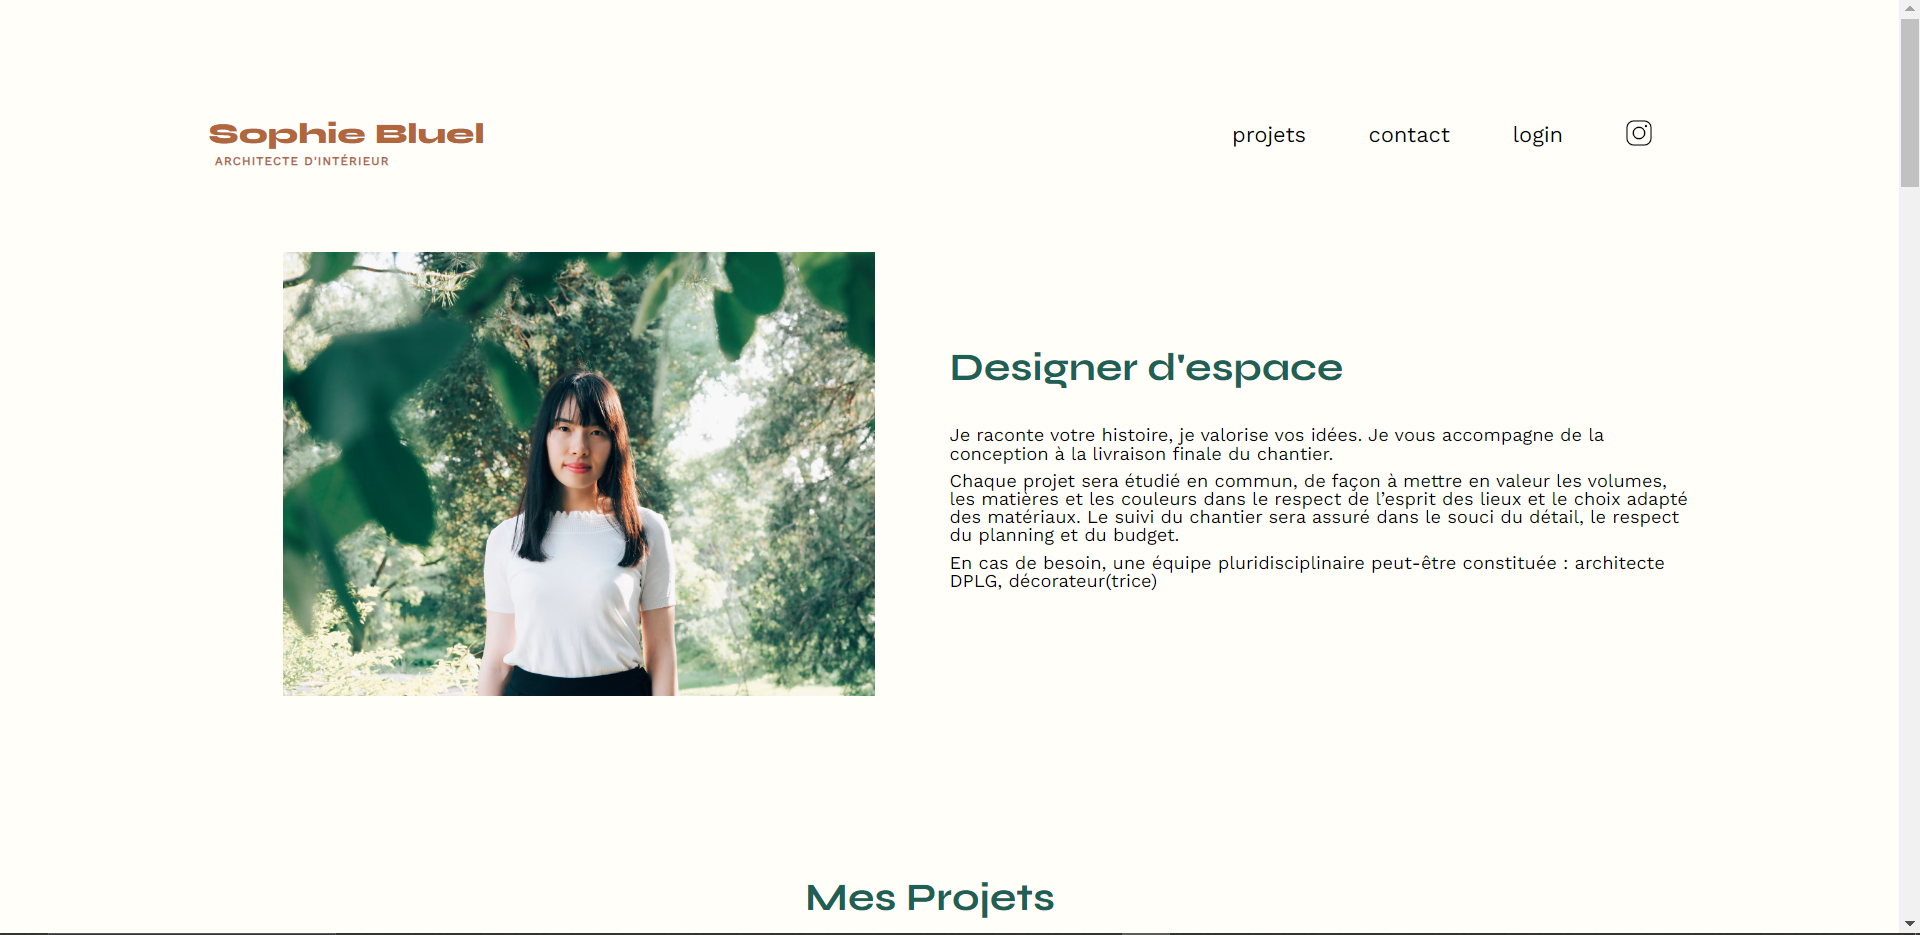 Sophie Bluel
ARCHITECTE D'INTÉRIEUR
projets
contact
login
Designer d'espace
Je raconte votre histoire, je valorise vos idées. Je vous accompagne de la
conception à la livraison finale du chantier.
Chaque projet sera étudié en commun, de façon à mettre en valeur les volumes,
les matières et les couleurs dans le respect de l’esprit des lieux et le choix adapté
des matériaux. Le suivi du chantier sera assuré dans le souci du détail, le respect
du planning et du budget.
En cas de besoin, une équipe pluridisciplinaire peut-être constituée : architecte
DPLG, décorateur(trice)
Mes Projets